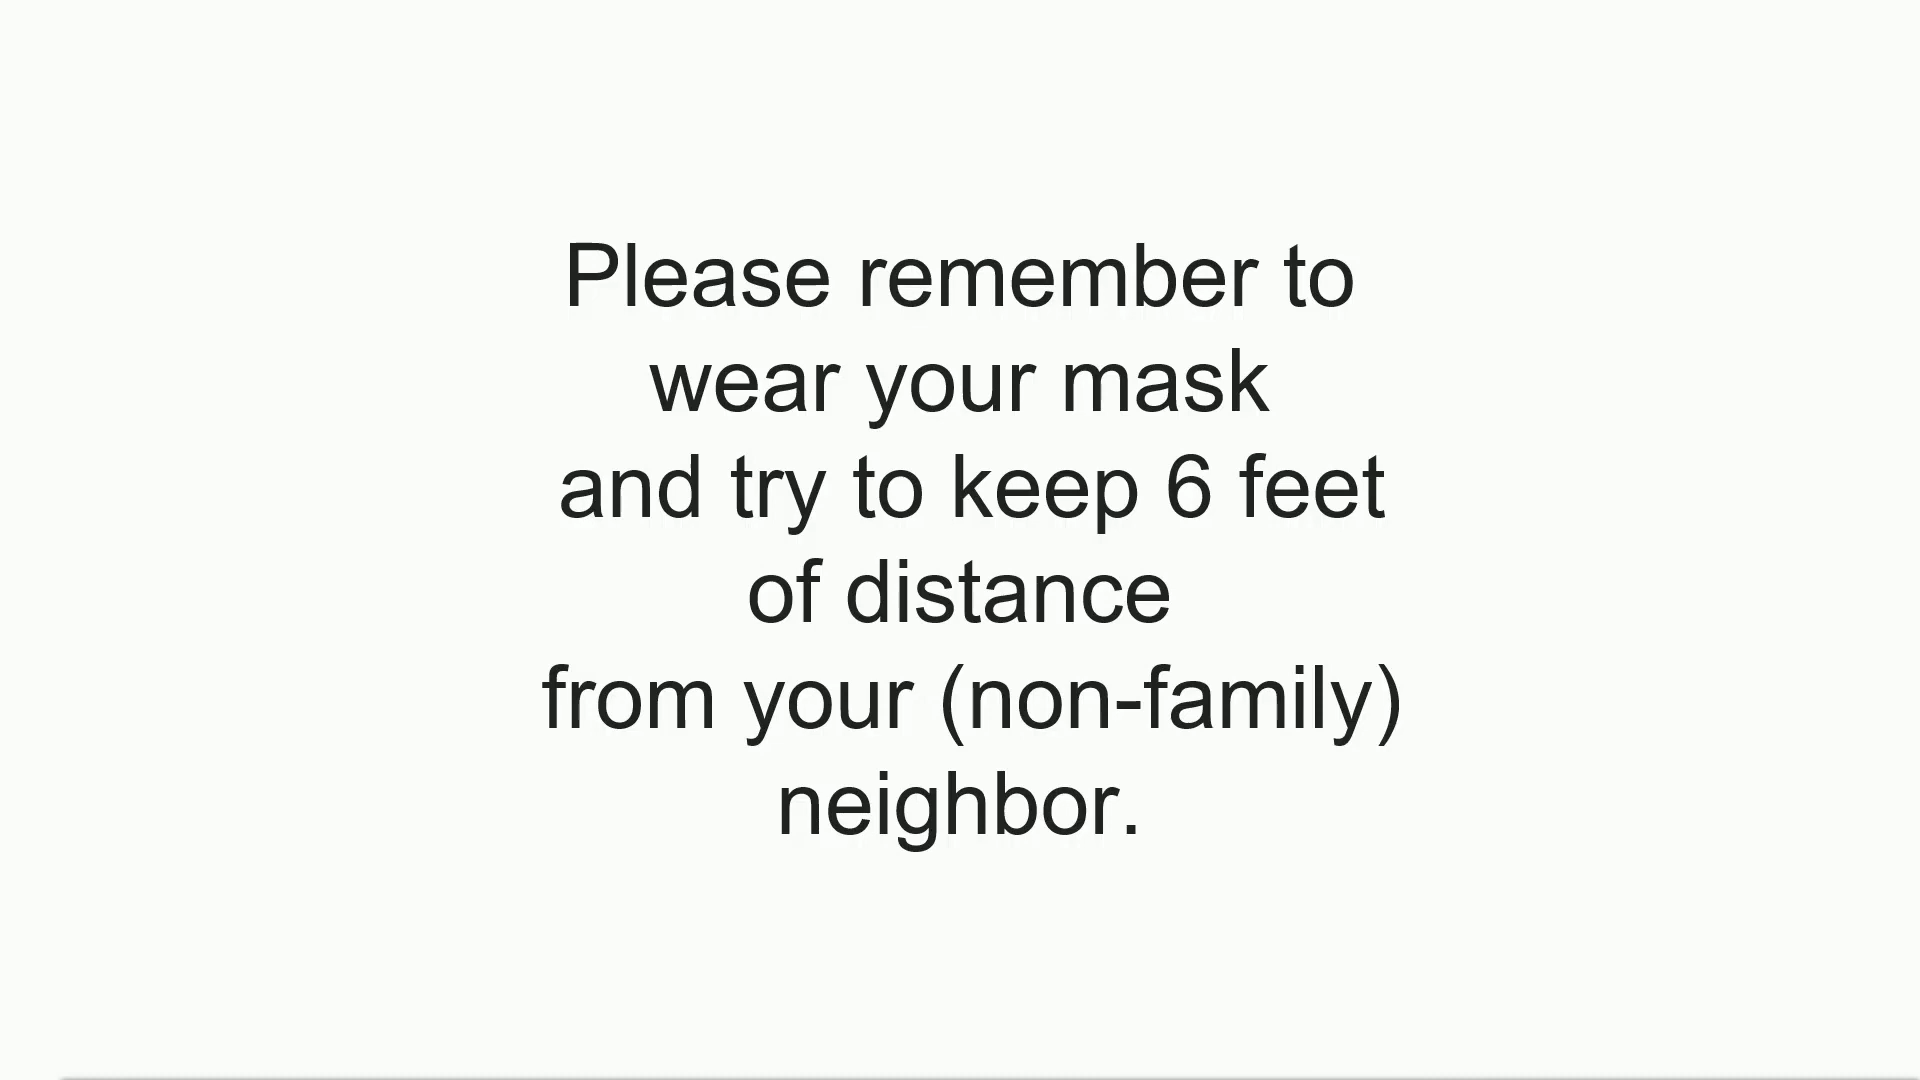 Please remember to
wear your mask
and try to keep 6 feet
of distance
from your (non-family)
neighbor.